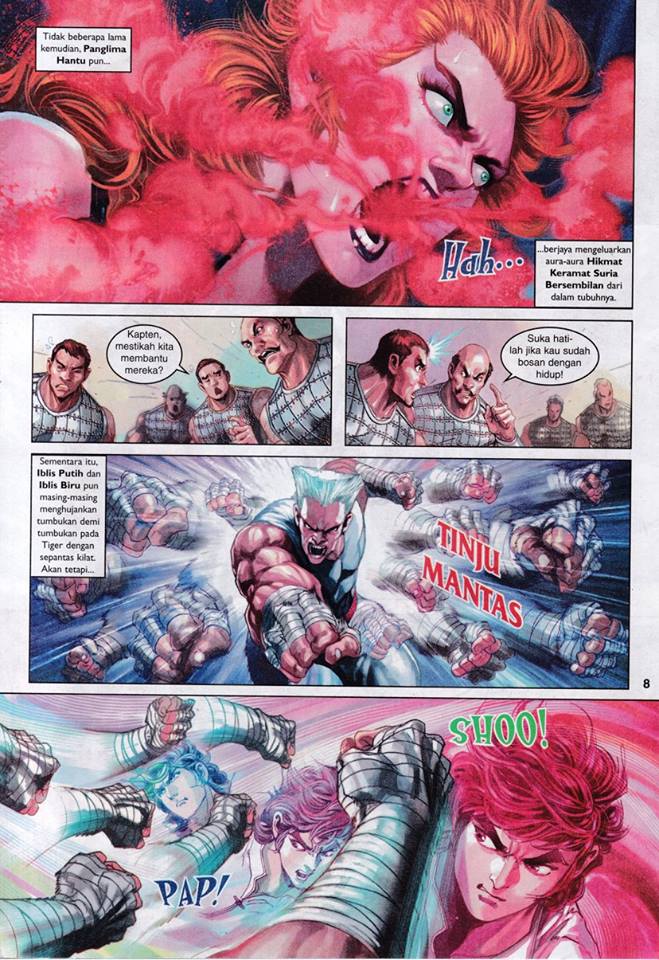 Tidak beberapa lama
kemudian, Panglima
Hantu pun...
Hah...
...berjaya mengeluarkan
aura-aura Hikmat
Keramat Suria
Bersembilan dari
dalam tubuhnya.
Kapten,
mestikah kita
membantu
mereka?
Suka hati-
lah jika kau sudah
bosan dengan
hidup!
Sementara itu,
Iblis Putih dan
Iblis Biru pun
masing-masing
menghujankan
tumbukan demi
tumbukan pada
Tiger dengan
sepantas kilat.
Akan tetapi...
TINJU
MANTAS
8
SHOO!
PAP!